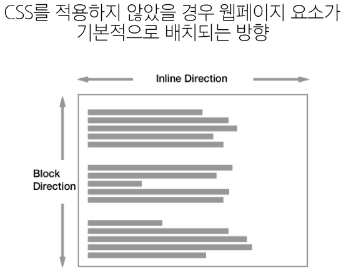 CSS를 적용하지 않았을 경우 웹페이지 요소가
기본적으로 배치되는 방향
Inline Direction
Block
Direction